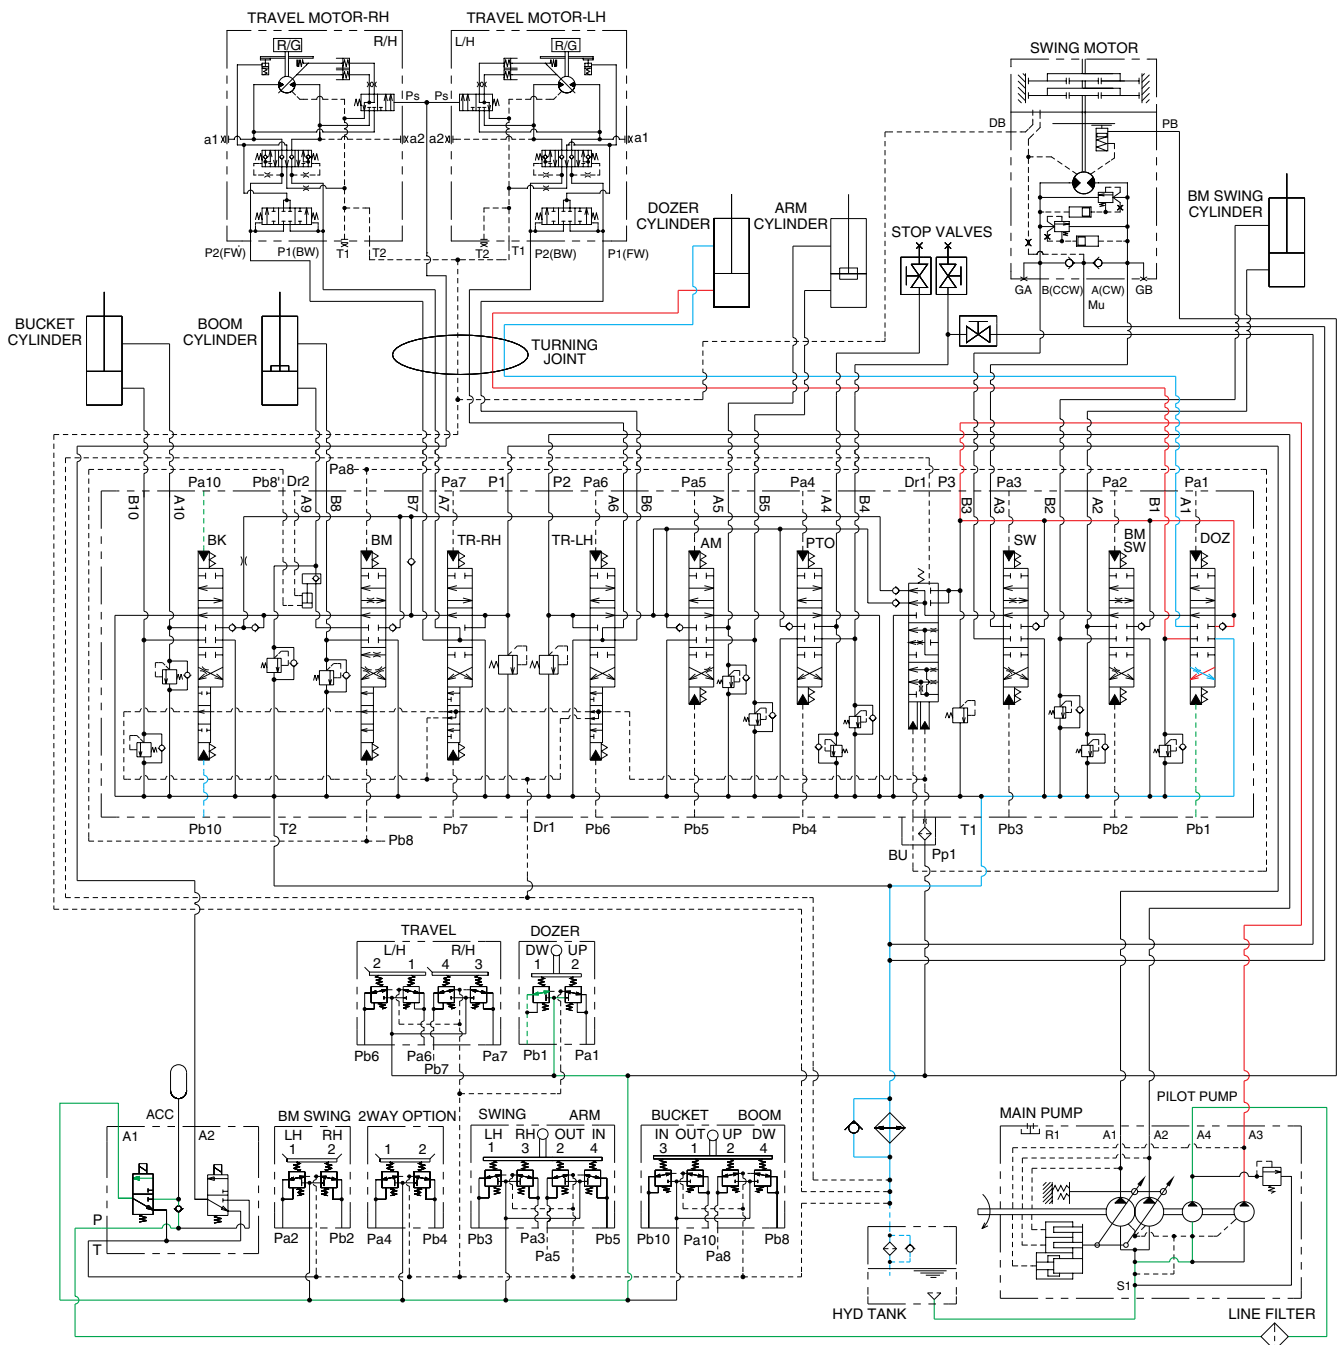 TRAVEL MOTOR-RH
TRAVEL MOTOR-LH
R/G
R/H
L/H
R/G
SWING MOTOR
Ps
Ps
DB
PB
a1
a2
a2
a1
DOZER
CYLINDER
ARM
CYLINDER
STOP VALVES
BM SWING
CYLINDER
P2(FW)
P1(BW)
T1
T2
T2
T1
P2(BW)
P1(FW)
GA
B(CCW)
A(CW)
GB
Mu
BUCKET
CYLINDER
BOOM
CYLINDER
TURNING
JOINT
Pa10
Pb8'
Dr2
Pa8
Pa7
P1
P2
Pa6
Pa5
Pa4
Dr1
P3
Pa3
Pa2
Pa1
B10
A10
A9
B8
B7
A7
A6
B6
A5
B5
A4
B4
B3
A3
B2
A2
B1
A1
BK
BM
TR-RH
TR-LH
AM
PTO
SW
BM
SW
DOZ
Pb10
T2
Pb8
Pb7
Dr1
Pb6
Pb5
Pb4
BU
Pp1
T1
Pb3
Pb2
Pb1
TRAVEL
L/H
R/H
2
1
4
3
DOZER
DW
UP
1
2
Pb6
Pa6
Pb7
Pa7
Pb1
Pa1
ACC
A1
A2
P
T
BM SWING
LH
RH
1
2
Pa2
Pb2
2WAY OPTION
1
2
Pa4
Pb4
SWING
ARM
LH
RH
OUT
IN
1
3
2
4
Pb3
Pa3
Pa5
Pb5
BUCKET
BOOM
IN
OUT
UP
DW
3
1
2
4
Pb10
Pa10
Pa8
Pb8
PILOT PUMP
MAIN PUMP
R1
A1
A2
A4
A3
S1
HYD TANK
LINE FILTER